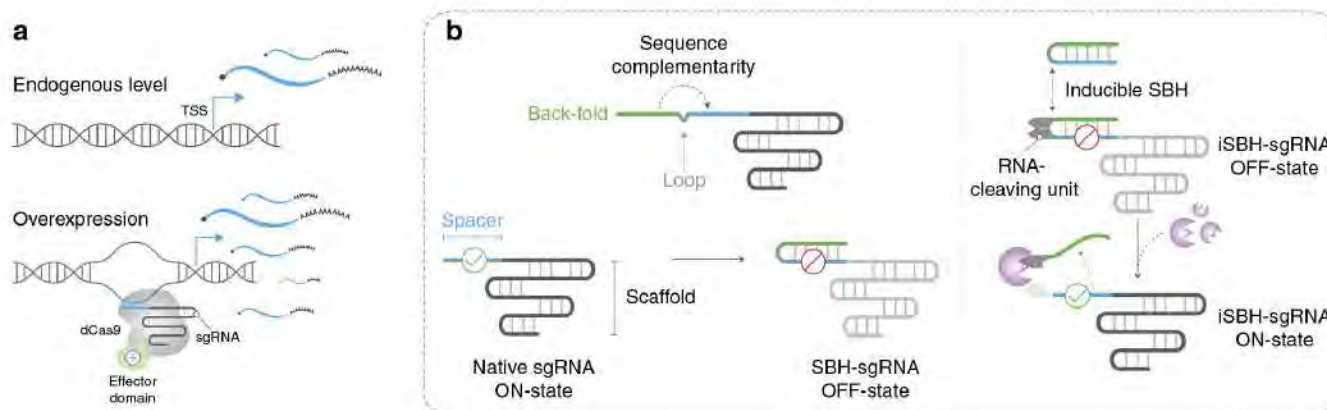 a
Endogenous level
TSS
Overexpression
dCas9
sgRNA
Effector
domain
b
Sequence
complementarity
Back-fold
Loop
Spacer
Scaffold
Native sgRNA
ON-state
SBH-sgRNA
OFF-state
Inducible SBH
RNA-
cleaving unit
iSBH-sgRNA
OFF-state
iSBH-sgRNA
ON-state